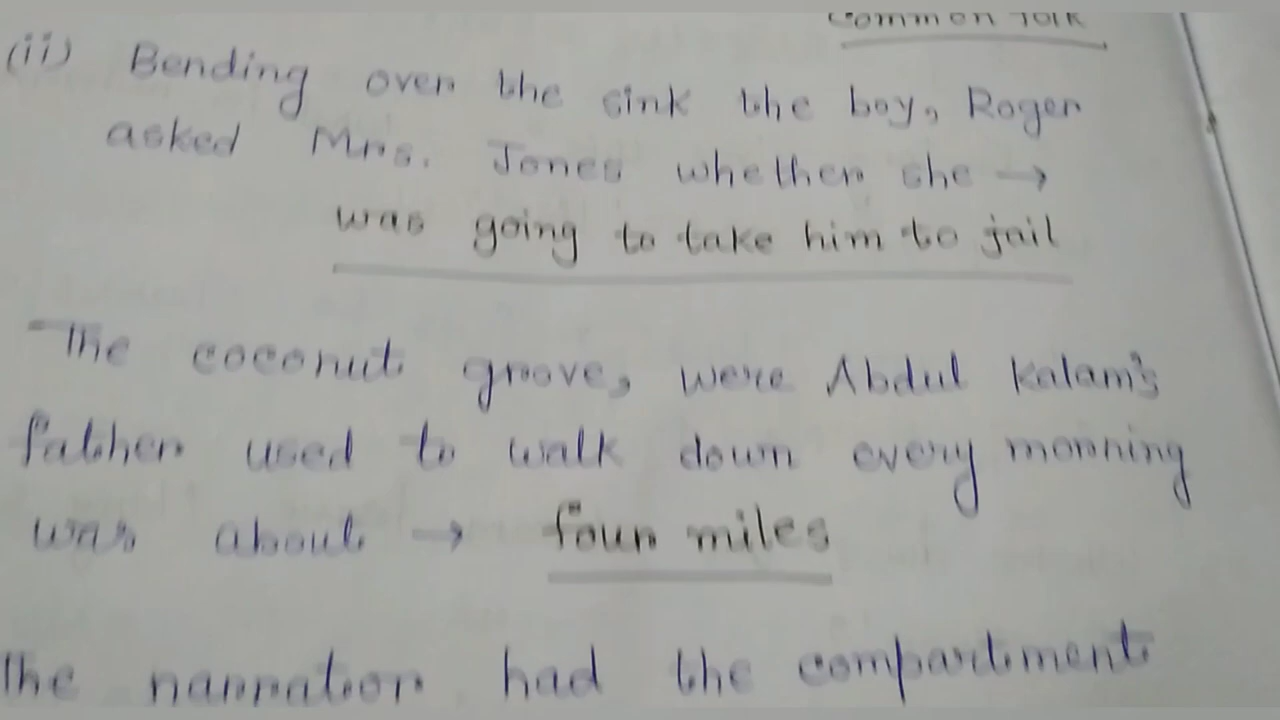 common folk
(ii) Bending over the sink the boy, Roger
asked Mrs. Jones whether she →
was going to take him to jail
The coconut grove, were Abdul Kalam's
father used to walk down every morning
was about → four miles
The narrator had the compartment